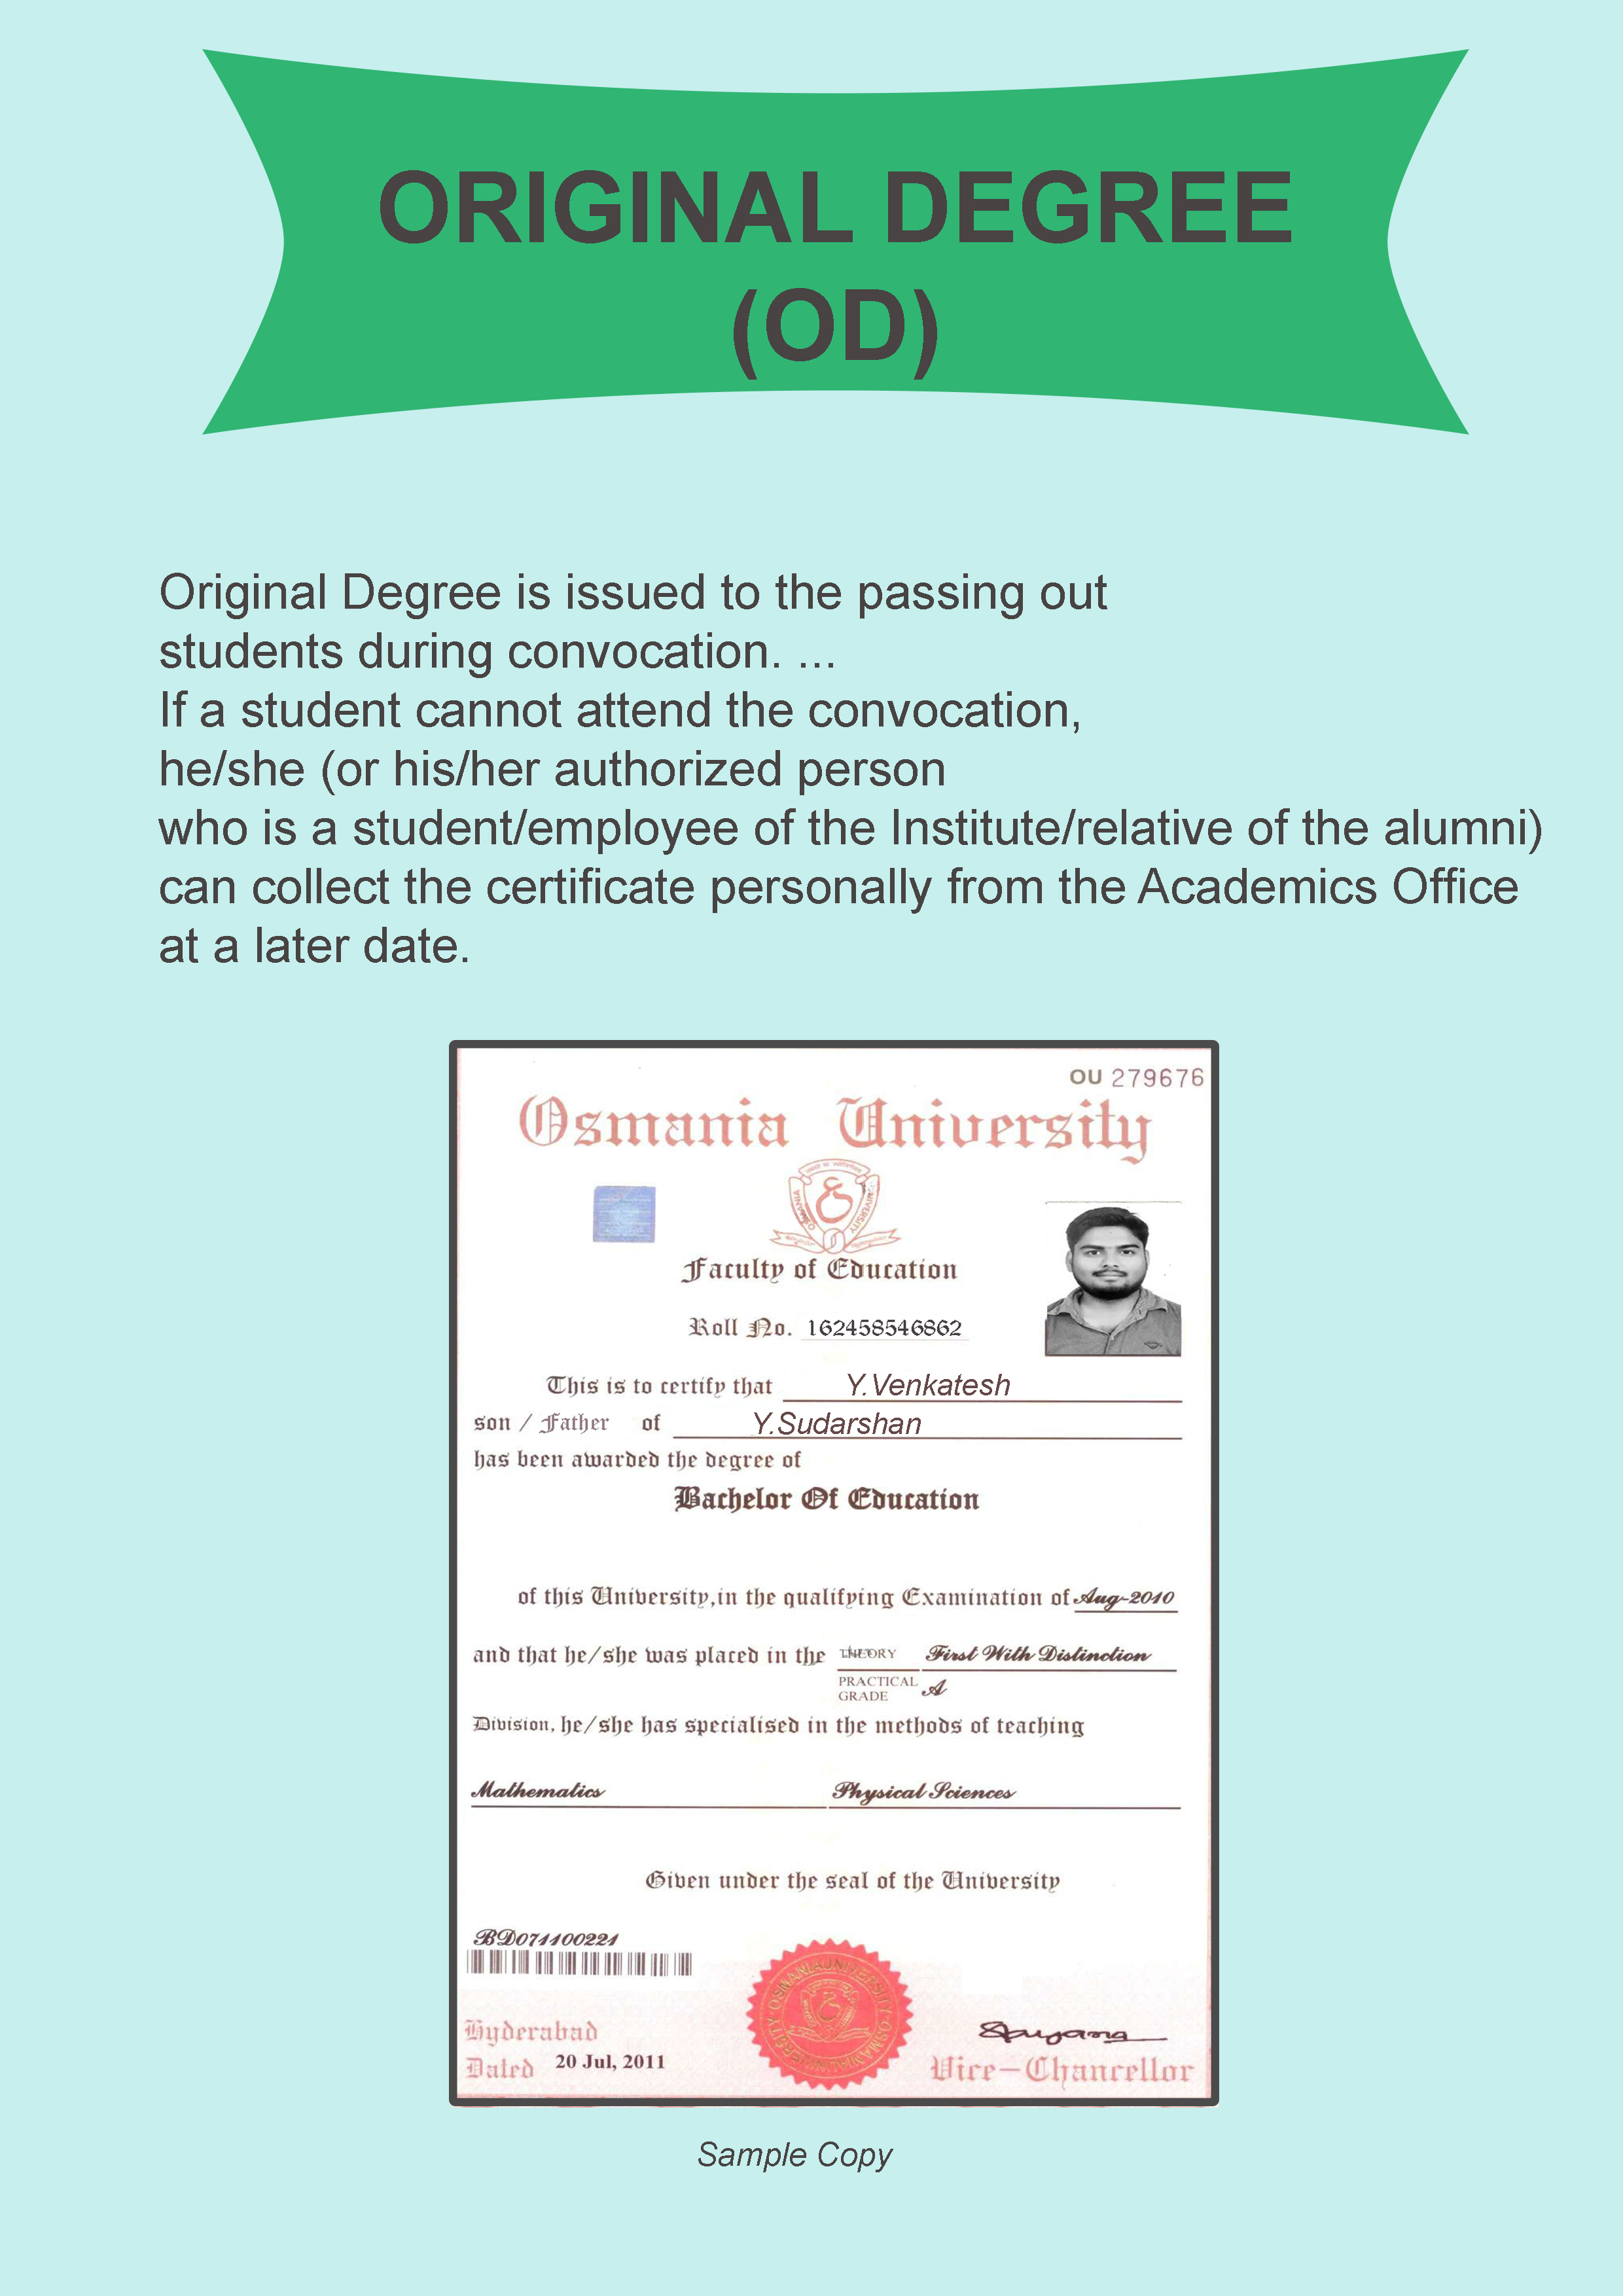 ORIGINAL DEGREE
(OD)
Original Degree is issued to the passing out
students during convocation. ...
If a student cannot attend the convocation,
he/she (or his/her authorized person
who is a student/employee of the Institute/relative of the alumni)
can collect the certificate personally from the Academics Office
at a later date.
OU 279676
Osmania University
OSMANIA UNIVERSITY
Faculty of Education
Roll No. 162458546862
This is to certify that Y.Venkatesh
son / Father of Y.Sudarshan
has been awarded the degree of
Bachelor Of Education
of this University,in the qualifying Examination of Aug-2010
and that he/she was placed in the THEORY First With Distinction
PRACTICAL
GRADE A
Division, he/she has specialised in the methods of teaching
Mathematics Physical Sciences
Given under the seal of the University
BD071100221
OSMANIA UNIVERSITY OSMANIA UNIVERSITY
Hyderabad
Dated 20 Jul, 2011
Vice-Chancellor
Sample Copy